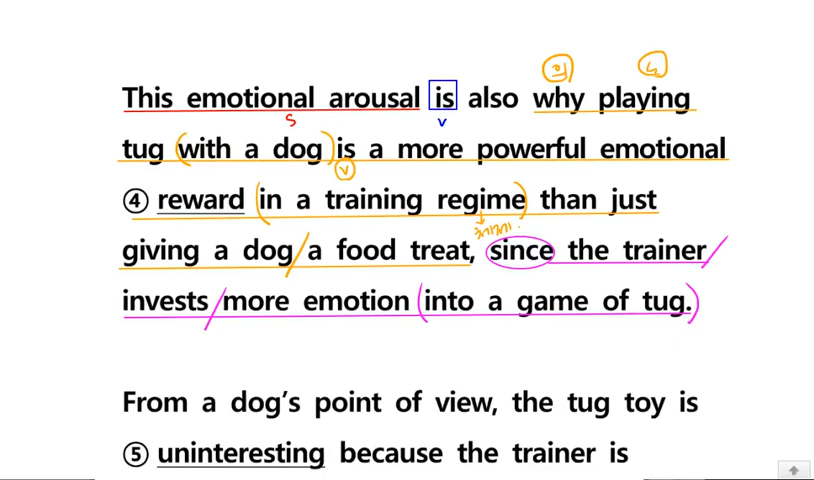 This emotional arousal is also why playing
tug (with a dog) is a more powerful emotional
④ reward (in a training regime) than just
giving a dog / a food treat, since the trainer /
invests / more emotion (into a game of tug.)
From a dog's point of view, the tug toy is
⑤ uninteresting because the trainer is